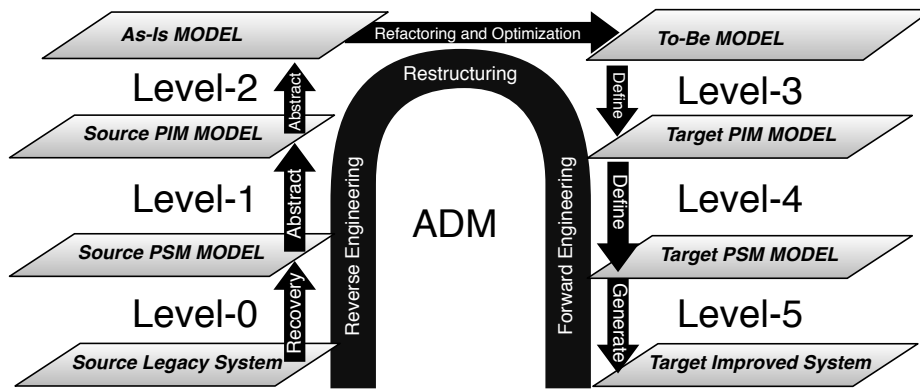 As-Is MODEL
Refactoring and Optimization
To-Be MODEL
Restructuring
Level-2
Abstract
Define
Level-3
Source PIM MODEL
Target PIM MODEL
Level-1
Abstract
Reverse Engineering
ADM
Forward Engineering
Define
Level-4
Source PSM MODEL
Target PSM MODEL
Level-0
Recovery
Generate
Level-5
Source Legacy System
Target Improved System